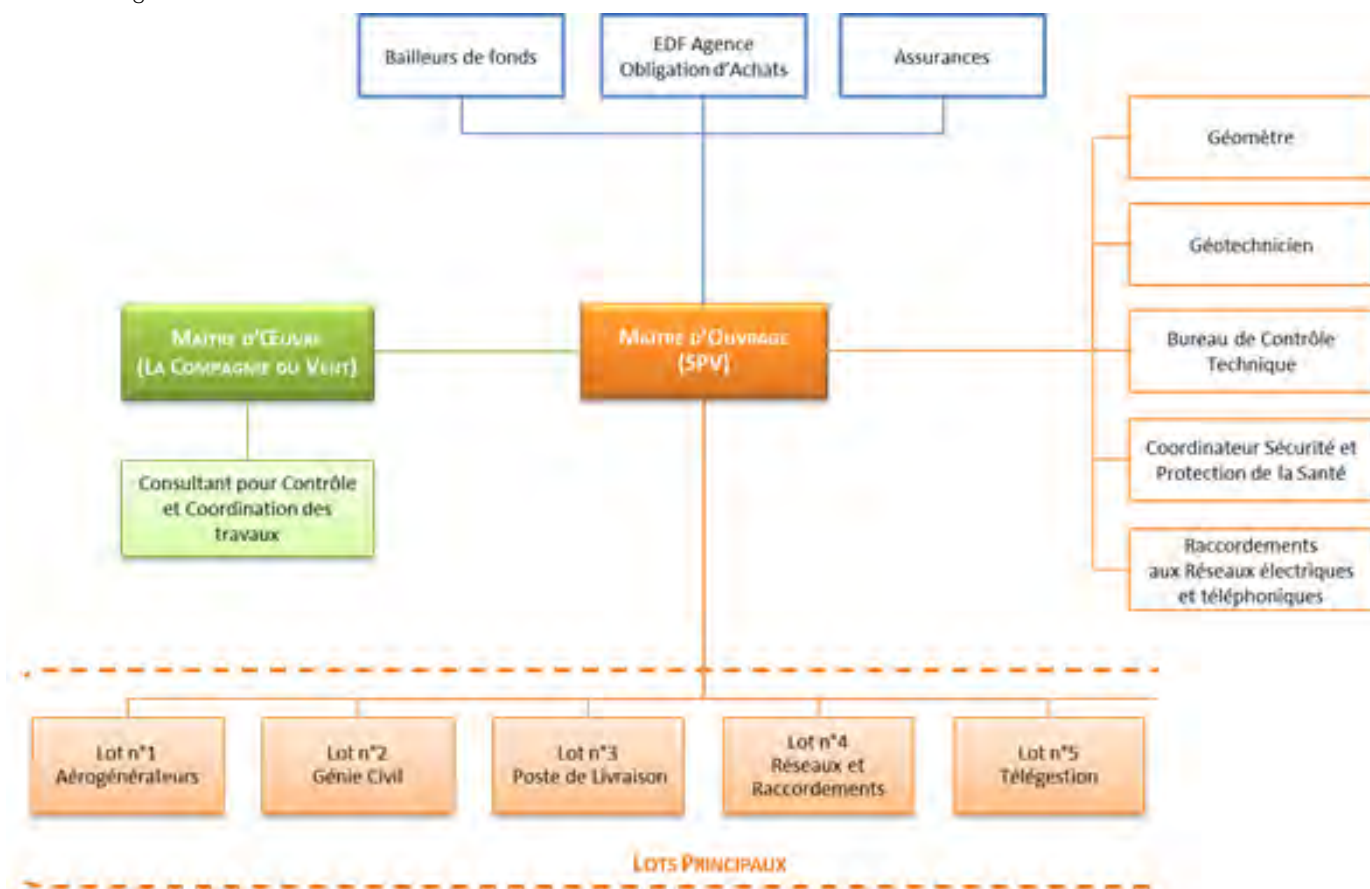 Bailleurs de fonds
EDF Agence
Obligation d'Achats
Assurances
Géomètre
Géotechnicien
Bureau de Contrôle
Technique
Coordinateur Sécurité et
Protection de la Santé
Raccordements
aux Réseaux électriques
et téléphoniques
MAÎTRE D'ŒUVRE
(LA COMPAGNIE DU VENT)
MAÎTRE D'OUVRAGE
(SPV)
Consultant pour Contrôle
et Coordination des
travaux
Lot n°1
Aérogénérateurs
Lot n°2
Génie Civil
Lot n°3
Poste de Livraison
Lot n°4
Réseaux et
Raccordements
Lot n°5
Télégestion
LOTS PRINCIPAUX